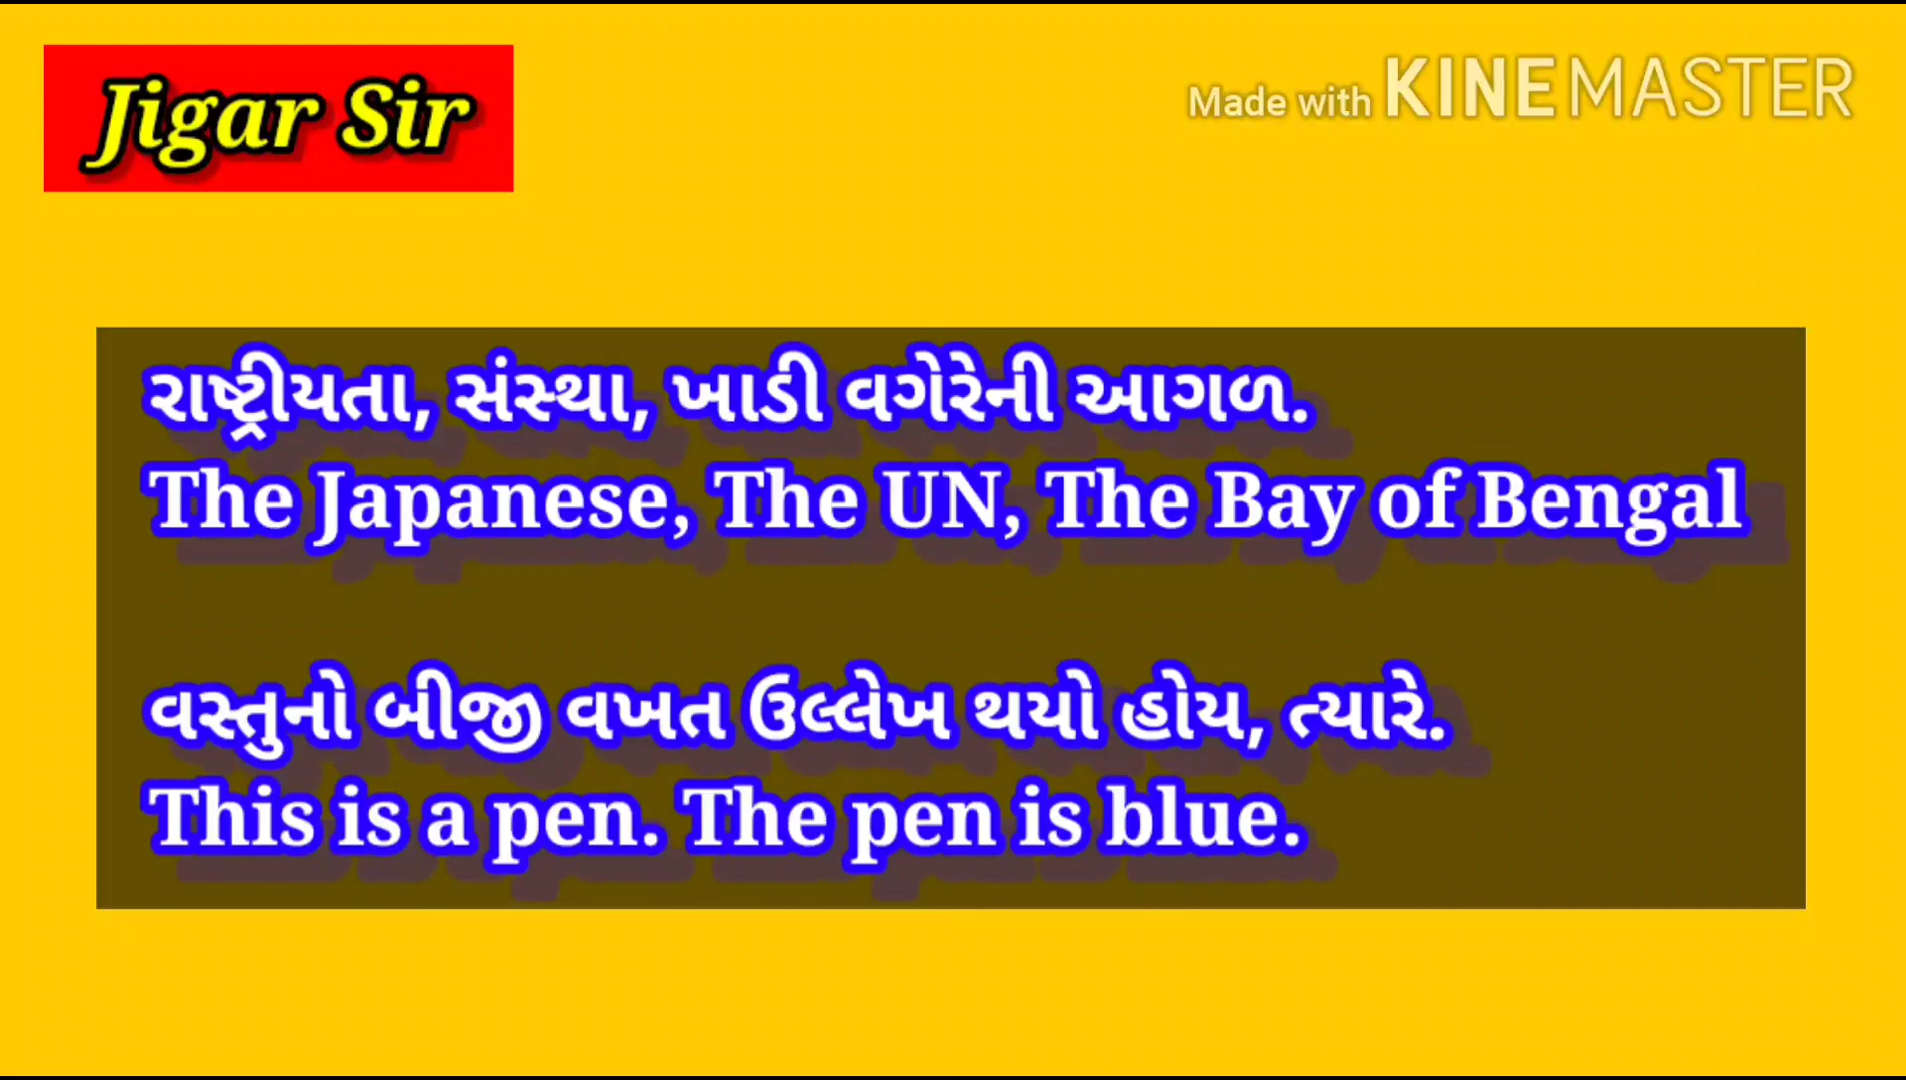 Jigar Sir
Made with KINEMASTER
રાષ્ટ્રીયતા, સંસ્થા, ખાડી વગેરેની આગળ.
The Japanese, The UN, The Bay of Bengal
વસ્તુનો બીજી વખત ઉલ્લેખ થયો હોય, ત્યારે.
This is a pen. The pen is blue.